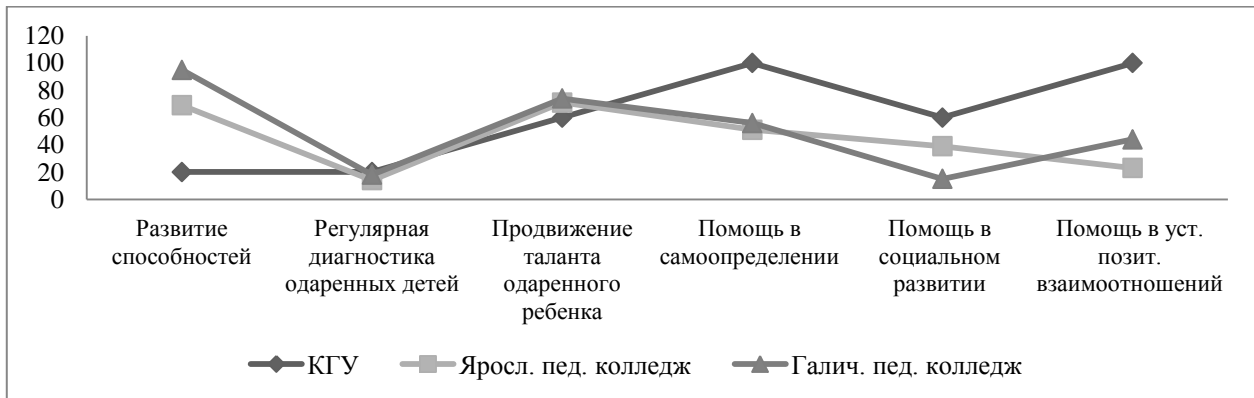 120
100
80
60
40
20
0
Развитие
способностей
Регулярная
диагностика
одаренных детей
Продвижение
таланта
одаренного
ребенка
Помощь в
самоопределении
Помощь в
социальном
развитии
Помощь в уст.
позит.
взаимоотношений
КГУ
Яросл. пед. колледж
Галич. пед. колледж